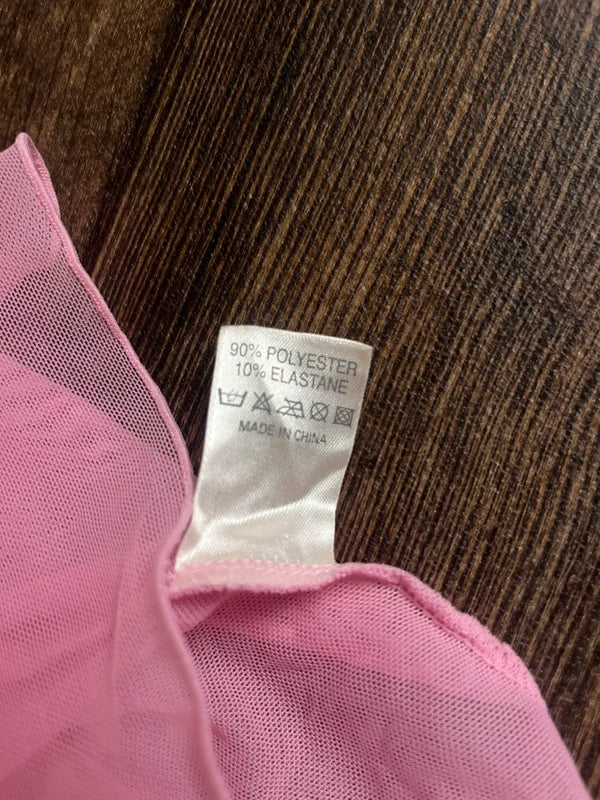 90% POLYESTER
10% ELASTANE
MADE IN CHINA